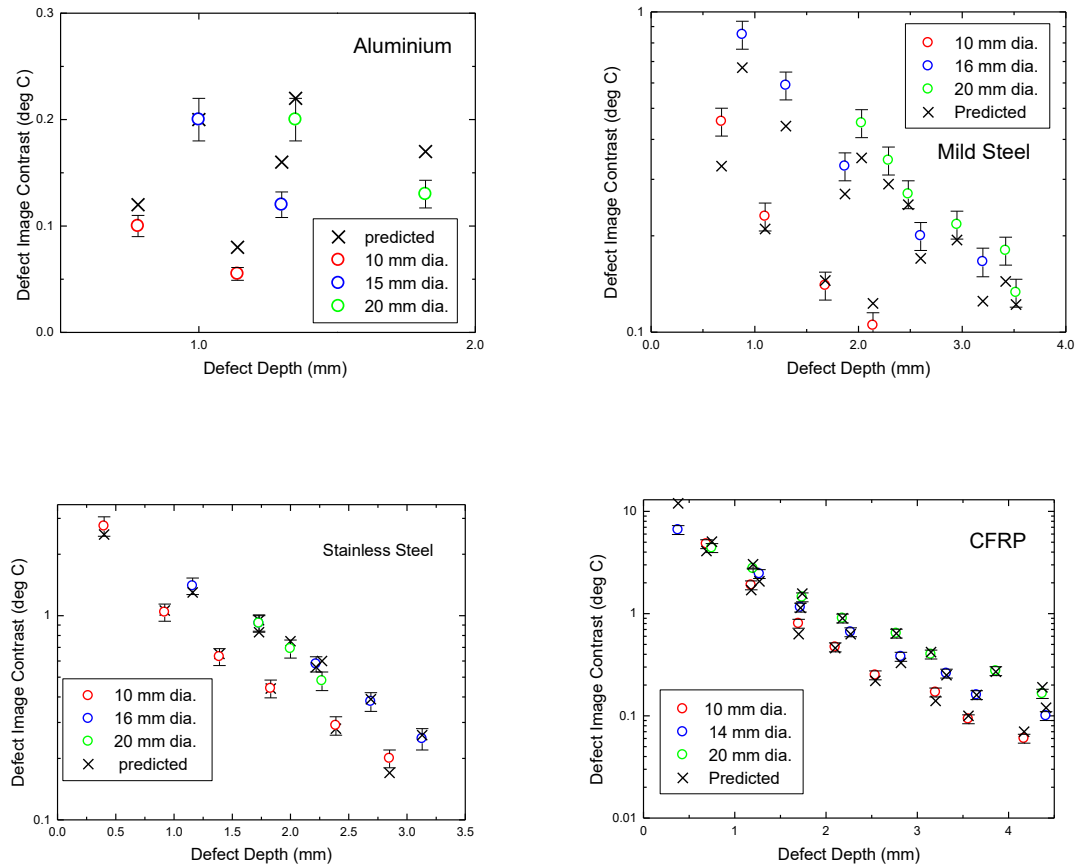 Aluminium
Defect Image Contrast (deg C)
0.3
0.2
0.1
0.0
predicted
10 mm dia.
15 mm dia.
20 mm dia.
1.0
2.0
Defect Depth (mm)
Mild Steel
Defect Image Contrast (deg C)
1
0.1
10 mm dia.
16 mm dia.
20 mm dia.
Predicted
0.0
1.0
2.0
3.0
4.0
Defect Depth (mm)
Stainless Steel
Defect Image Contrast (deg C)
1
0.1
10 mm dia.
16 mm dia.
20 mm dia.
predicted
0.0
0.5
1.0
1.5
2.0
2.5
3.0
3.5
Defect Depth (mm)
CFRP
Defect Image Contrast (deg C)
10
1
0.1
0.01
10 mm dia.
14 mm dia.
20 mm dia.
Predicted
0
1
2
3
4
Defect Depth (mm)